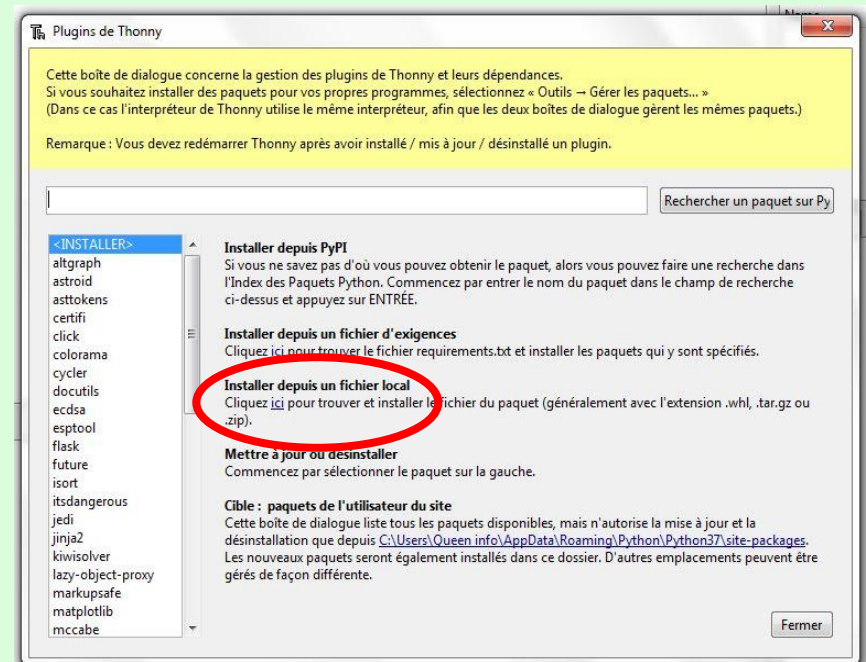 Plugins de Thonny
Cette boîte de dialogue concerne la gestion des plugins de Thonny et leurs dépendances.
Si vous souhaitez installer des paquets pour vos propres programmes, sélectionnez « Outils → Gérer les paquets... »
(Dans ce cas l'interpréteur de Thonny utilise le même interpréteur, afin que les deux boîtes de dialogue gèrent les mêmes paquets.)
Remarque : Vous devez redémarrer Thonny après avoir installé / mis à jour / désinstallé un plugin.
Rechercher un paquet sur Py
<INSTALLER>
altgraph
astroid
asttokens
certifi
click
colorama
cycler
docutils
ecdsa
esptool
flask
future
isort
itsdangerous
jedi
jinja2
kiwisolver
lazy-object-proxy
markupsafe
matplotlib
mccabe
Installer depuis PyPI
Si vous ne savez pas d'où vous pouvez obtenir le paquet, alors vous pouvez faire une recherche dans
l'Index des Paquets Python. Commencez par entrer le nom du paquet dans le champ de recherche
ci-dessus et appuyez sur ENTRÉE.
Installer depuis un fichier d'exigences
Cliquez ici pour trouver le fichier requirements.txt et installer les paquets qui y sont spécifiés.
Installer depuis un fichier local
Cliquez ici pour trouver et installer le fichier du paquet (généralement avec l'extension .whl, .tar.gz ou
.zip).
Mettre à jour ou désinstaller
Commencez par sélectionner le paquet sur la gauche.
Cible : paquets de l'utilisateur du site
Cette boîte de dialogue liste tous les paquets disponibles, mais n'autorise la mise à jour et la
désinstallation que depuis C:\Users\Queen info\AppData\Roaming\Python\Python37\site-packages.
Les nouveaux paquets seront également installés dans ce dossier. D'autres emplacements peuvent être
gérés de façon différente.
Fermer